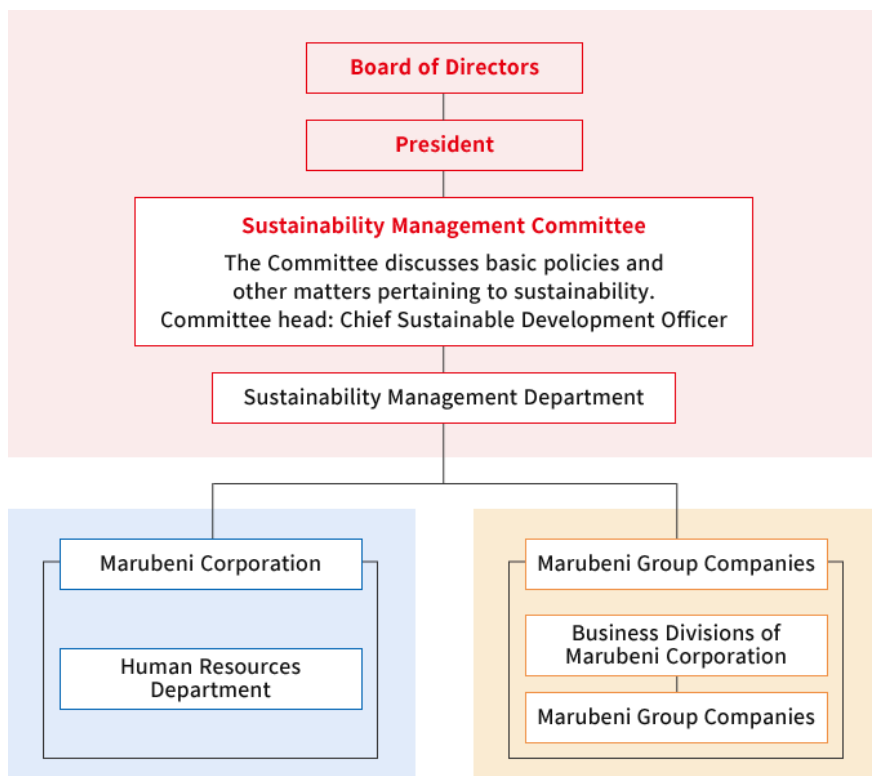 Board of Directors
President
Sustainability Management Committee
The Committee discusses basic policies and
other matters pertaining to sustainability.
Committee head: Chief Sustainable Development Officer
Sustainability Management Department
Marubeni Corporation
Human Resources
Department
Marubeni Group Companies
Business Divisions of
Marubeni Corporation
Marubeni Group Companies